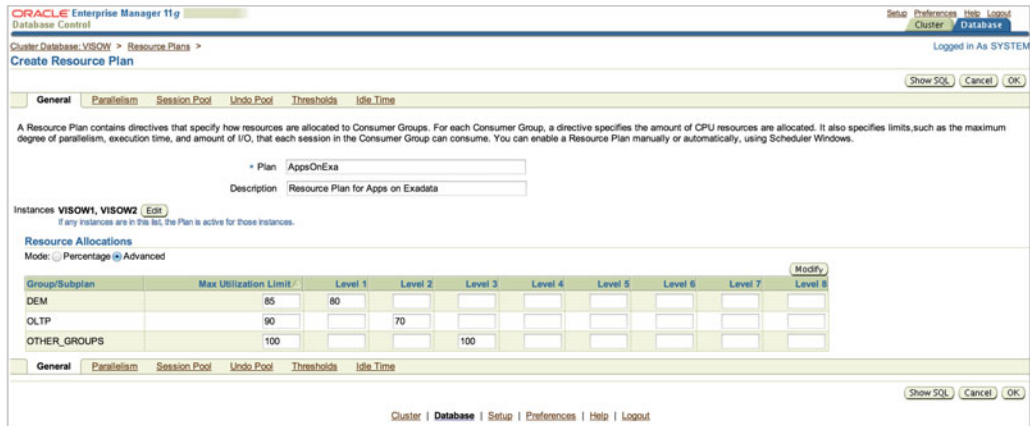 ORACLE Enterprise Manager 11g
Database Control
Setup Preferences Help Logout
Cluster Database
Cluster Database: VISOW > Resource Plans >
Logged in As SYSTEM
Create Resource Plan
Show SQL Cancel OK
General Parallelism Session Pool Undo Pool Thresholds Idle Time
A Resource Plan contains directives that specify how resources are allocated to Consumer Groups. For each Consumer Group, a directive specifies the amount of CPU resources are allocated. It also specifies limits,such as the maximum
degree of parallelism, execution time, and amount of I/O, that each session in the Consumer Group can consume. You can enable a Resource Plan manually or automatically, using Scheduler Windows.
* Plan AppsOnExa
Description Resource Plan for Apps on Exadata
Instances VISOW1, VISOW2 Edit
If any instances are in this list, the Plan is active for those instances.
Resource Allocations
Mode: Percentage Advanced
Modify
Group/Subplan Max Utilization Limit Level 1 Level 2 Level 3 Level 4 Level 5 Level 6 Level 7 Level 8
DEM 85 80
OLTP 90 70
OTHER_GROUPS 100 100
General Parallelism Session Pool Undo Pool Thresholds Idle Time
Show SQL Cancel OK
Cluster | Database | Setup | Preferences | Help | Logout